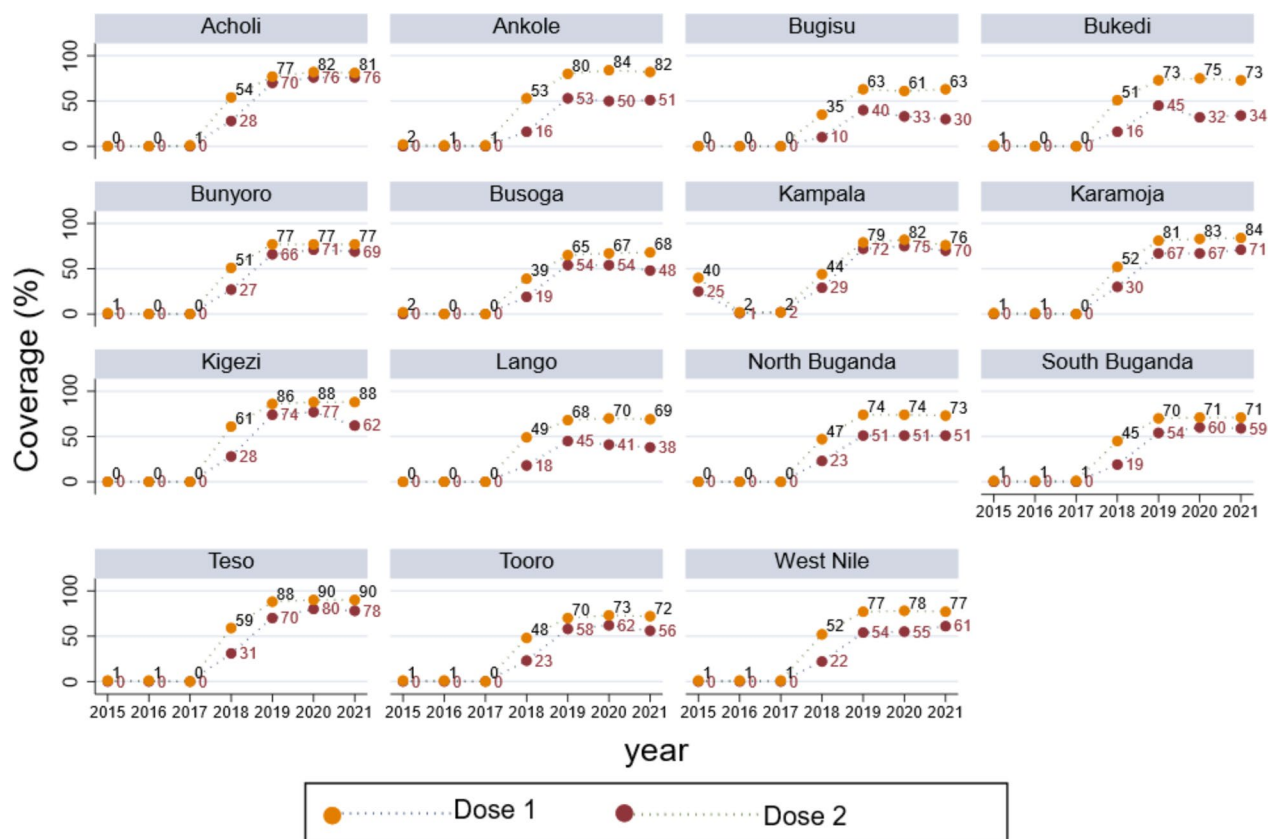 Acholi Ankole Bugisu Bukedi
100 54 77 82 81 53 80 84 82 35 63 61 63 51 73 75 73
50 28 70 76 76 16 53 50 51 10 40 33 30 16 45 32 34
0 0 0 1 2 1 1 0 0 0 1 0 0
0 0 0 0 0 0 0 0 0 0 0 0
Bunyoro Busoga Kampala Karamoja
100 51 77 77 77 39 65 67 68 40 44 79 82 76 52 81 83 84
50 27 66 71 69 19 54 54 48 25 29 72 75 70 30 67 67 71
0 1 0 0 2 0 0 2 2 1 1 0
0 0 0 0 0 0 1 2 0 0 0
Kigezi Lango North Buganda South Buganda
100 61 86 88 88 49 68 70 69 47 74 74 73 45 70 71 71
50 28 74 77 62 18 45 41 38 23 51 51 51 19 54 60 59
0 0 0 0 0 0 0 0 0 0 1 1 1
0 0 0 0 0 0 0 0 0 0 0 0
2015 2016 2017 2018 2019 2020 2021
Teso Tooro West Nile
100 59 88 90 90 48 70 73 72 52 77 78 77
50 31 70 80 78 23 58 62 56 22 54 55 61
0 1 1 0 1 1 0 1 1 1
0 0 0 0 0 0 0 0 0
2015 2016 2017 2018 2019 2020 2021 2015 2016 2017 2018 2019 2020 2021 2015 2016 2017 2018 2019 2020 2021
Coverage (%)
year
Dose 1 Dose 2